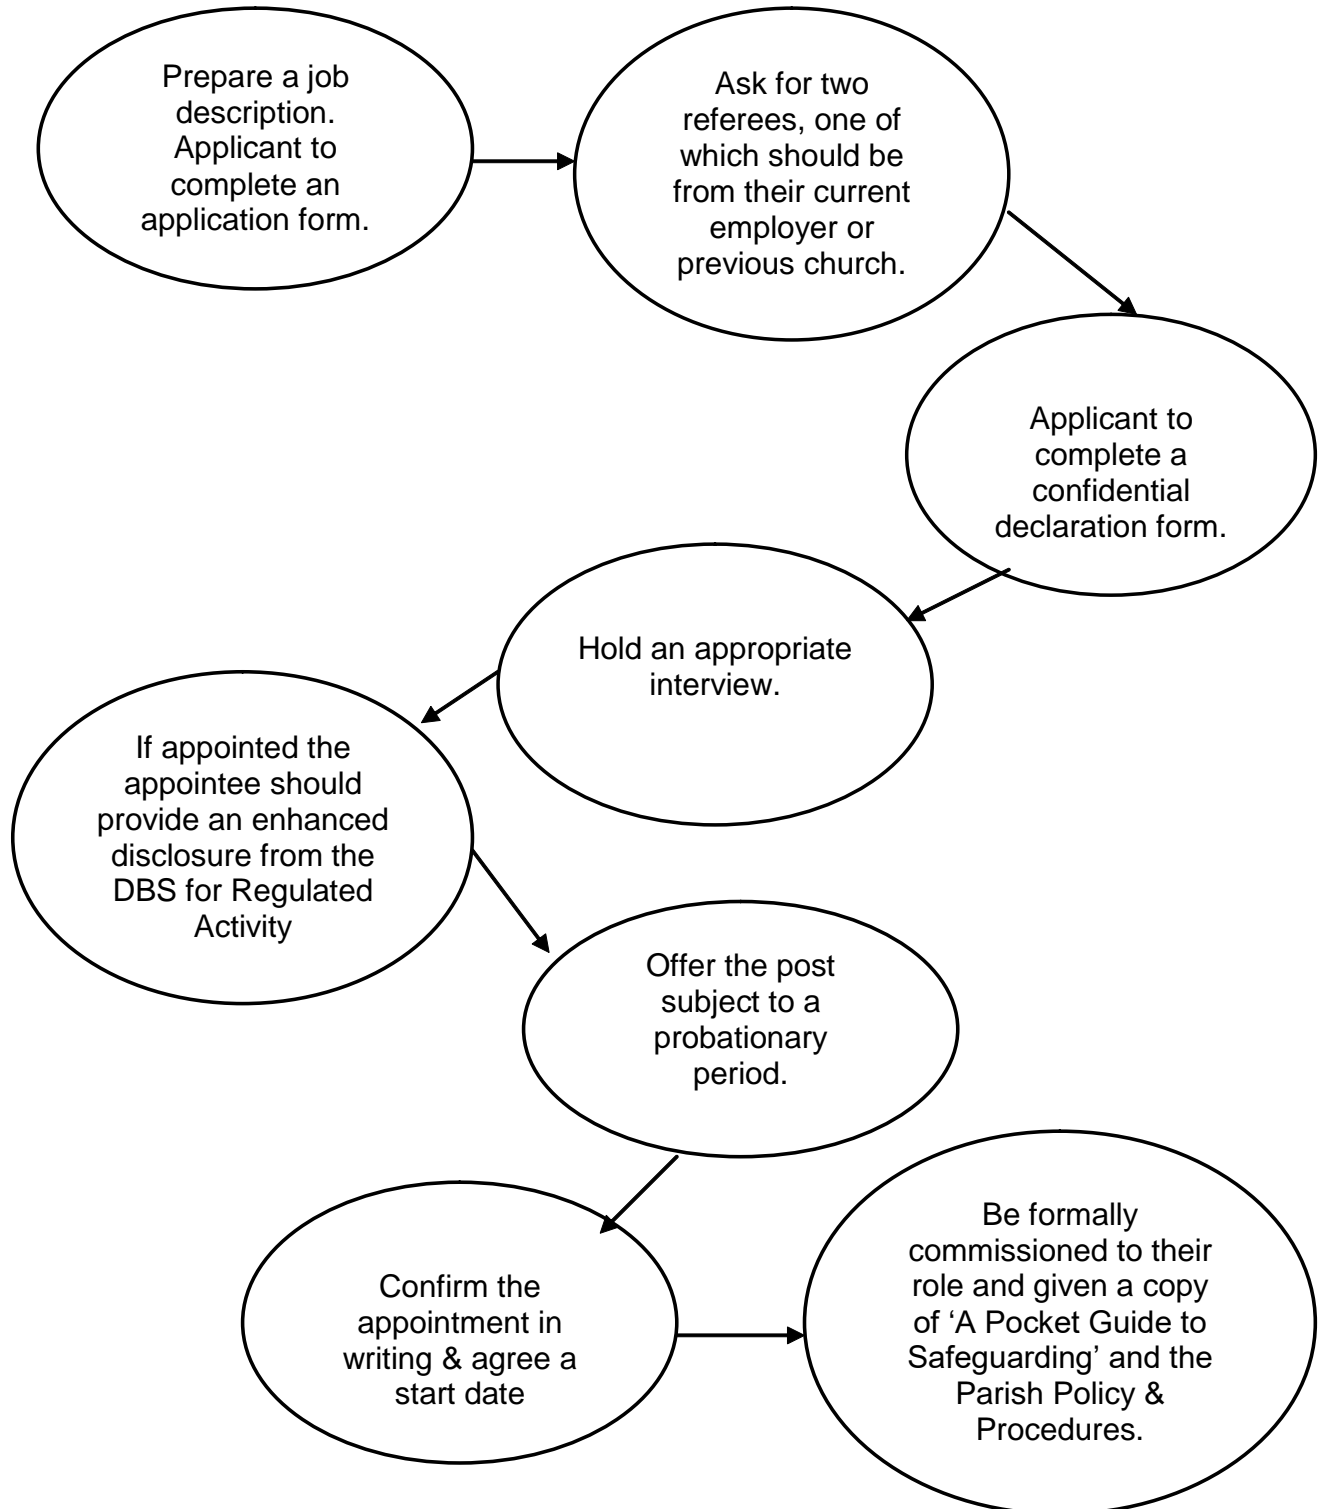 Prepare a job
description.
Applicant to
complete an
application form.
Ask for two
referees, one of
which should be
from their current
employer or
previous church.
Applicant to
complete a
confidential
declaration form.
Hold an appropriate
interview.
If appointed the
appointee should
provide an enhanced
disclosure from the
DBS for Regulated
Activity
Offer the post
subject to a
probationary
period.
Confirm the
appointment in
writing & agree a
start date
Be formally
commissioned to their
role and given a copy
of ‘A Pocket Guide to
Safeguarding’ and the
Parish Policy &
Procedures.